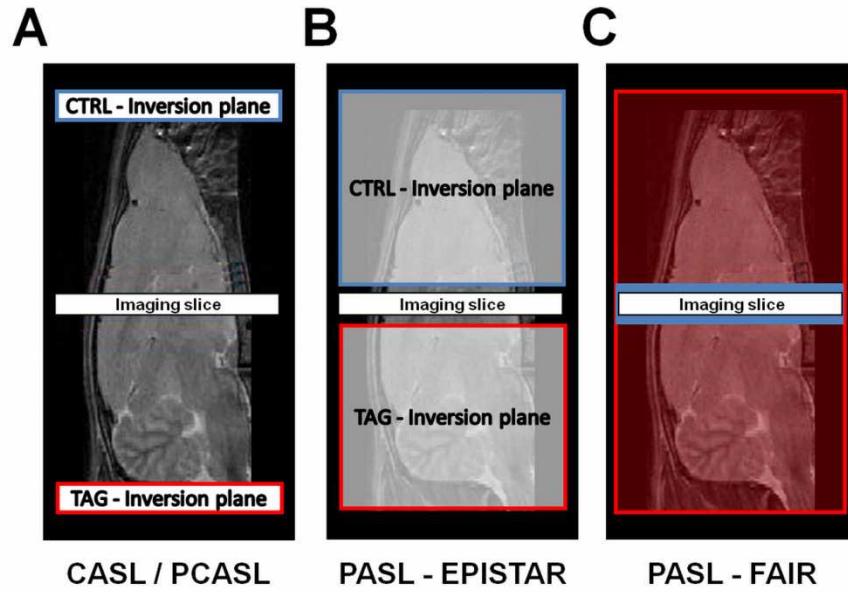 A
B
C
CTRL - Inversion plane
Imaging slice
TAG - Inversion plane
CTRL - Inversion plane
Imaging slice
TAG - Inversion plane
Imaging slice
CASL / PCASL
PASL - EPISTAR
PASL - FAIR